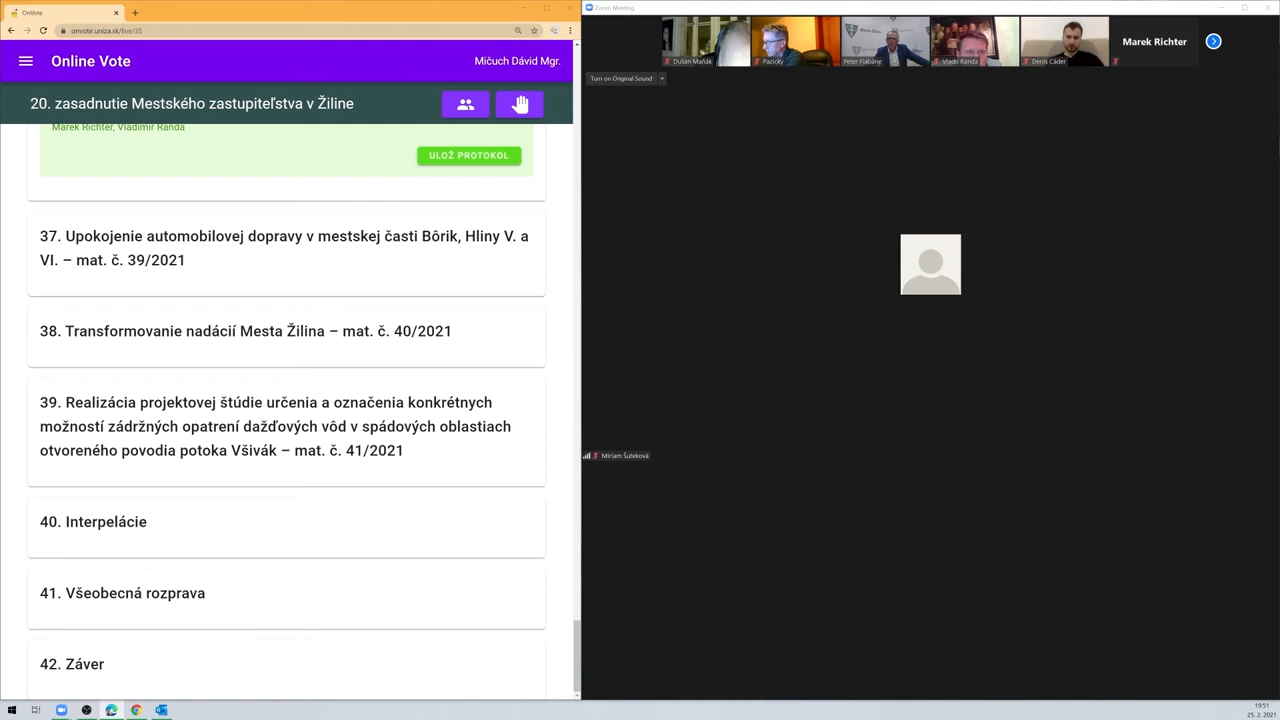 OnVote
onvote.uniza.sk/live/35
Online Vote
Mičuch Dávid Mgr.
20. zasadnutie Mestského zastupiteľstva v Žiline
Marek Richter, Vladimír Randa
ULOŽ PROTOKOL
37. Upokojenie automobilovej dopravy v mestskej časti Bôrik, Hliny V. a
VI. – mat. č. 39/2021
38. Transformovanie nadácií Mesta Žilina – mat. č. 40/2021
39. Realizácia projektovej štúdie určenia a označenia konkrétnych
možností zádržných opatrení dažďových vôd v spádových oblastiach
otvoreného povodia potoka Všivák – mat. č. 41/2021
40. Interpelácie
41. Všeobecná rozprava
42. Záver
Zoom Meeting
Dušan Maňák
Pazicky
Peter Fiabáne
Vlado Randa
Denis Cáder
Marek Richter
Turn on Original Sound
Miriam Šuteková
19:51
25. 2. 2021